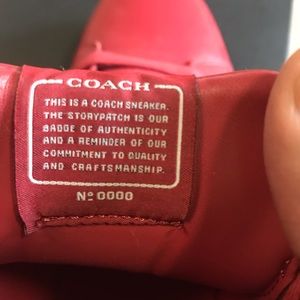 COACH
THIS IS A COACH SNEAKER.
THE STORYPATCH IS OUR
BADGE OF AUTHENTICITY
AND A REMINDER OF OUR
COMMITMENT TO QUALITY
AND CRAFTSMANSHIP.
Nº 0000